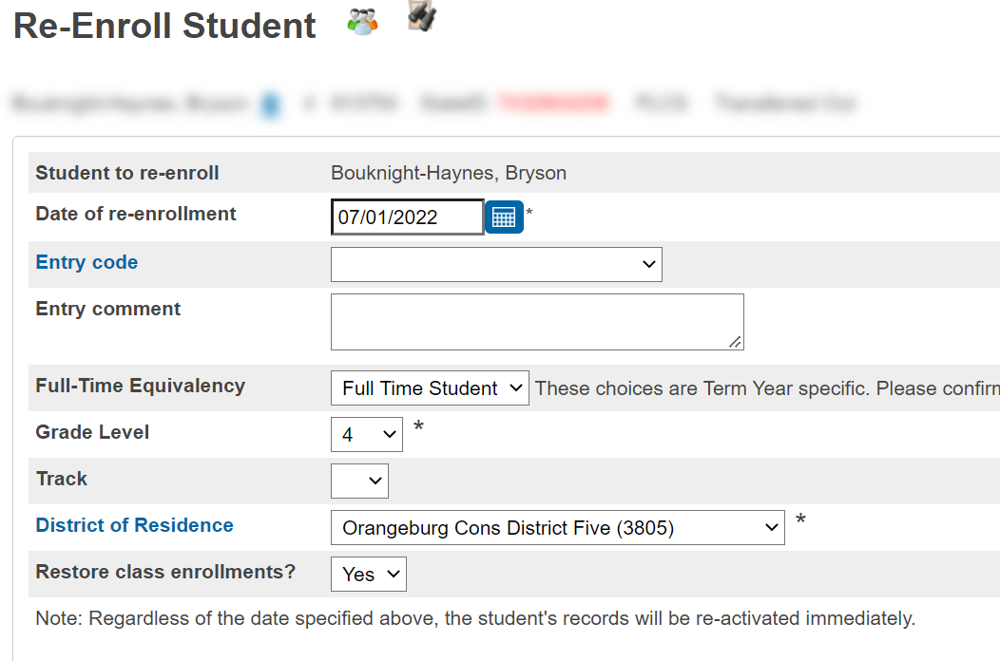 Re-Enroll Student
Student to re-enroll Bouknight-Haynes, Bryson
Date of re-enrollment 07/01/2022 *
Entry code
Entry comment
Full-Time Equivalency Full Time Student These choices are Term Year specific. Please confirm
Grade Level 4 *
Track
District of Residence Orangeburg Cons District Five (3805) *
Restore class enrollments? Yes
Note: Regardless of the date specified above, the student's records will be re-activated immediately.